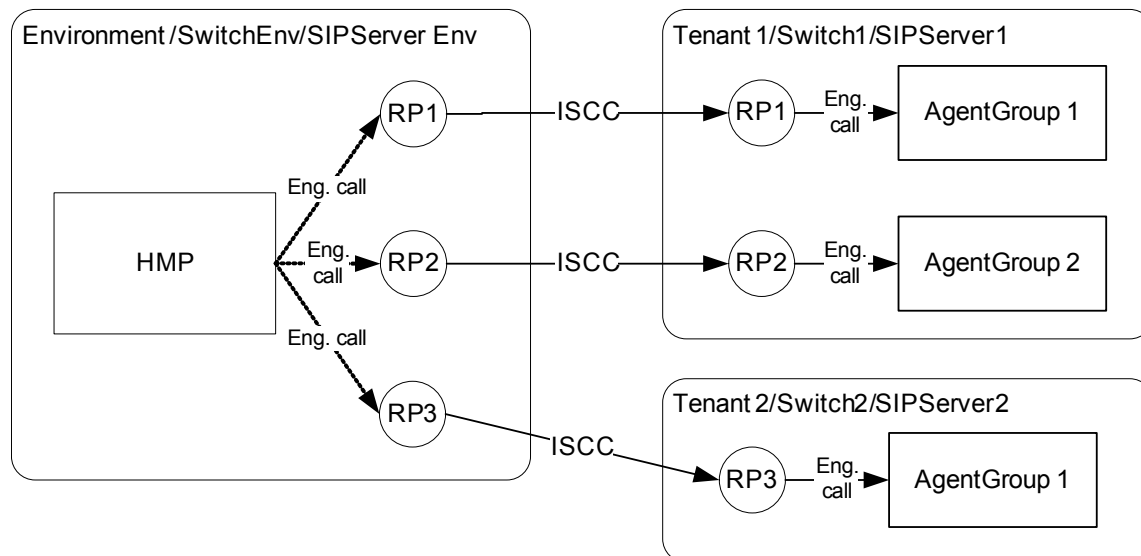 Environment/SwitchEnv/SIPServer Env
Tenant 1/Switch1/SIPServer1
RP1
ISCC
RP1
Eng.
call
AgentGroup 1
Eng. call
HMP
Eng.
call
RP2
ISCC
RP2
Eng.
call
AgentGroup 2
Eng. call
RP3
ISCC
Tenant 2/Switch2/SIPServer2
RP3
Eng.
call
AgentGroup 1